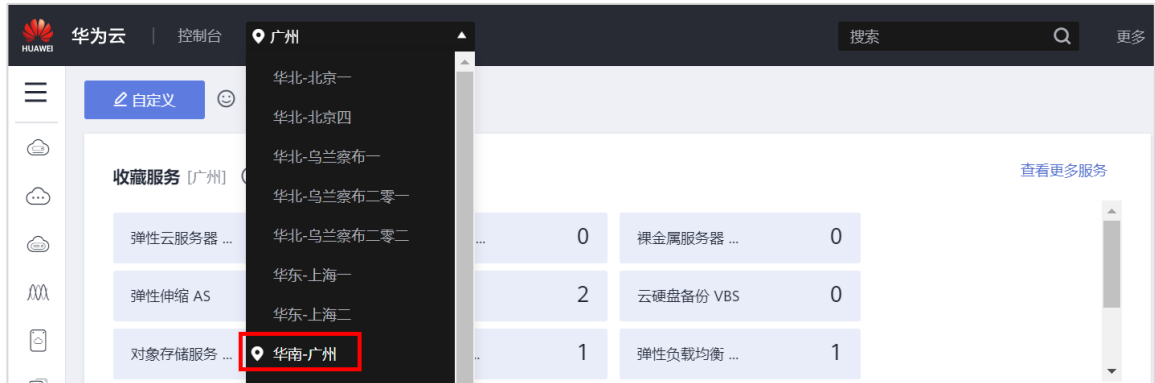 HUAWEI 华为云 | 控制台 广州 搜索 更多
华北-北京一
自定义
华北-北京四
华北-乌兰察布一
收藏服务 [广州] 查看更多服务
华北-乌兰察布二零一
弹性云服务器 ... 华北-乌兰察布二零二 ... 0 裸金属服务器 ... 0
华东-上海一
弹性伸缩 AS 2 云硬盘备份 VBS 0
华东-上海二
对象存储服务 ... 华南-广州 .. 1 弹性负载均衡 ... 1